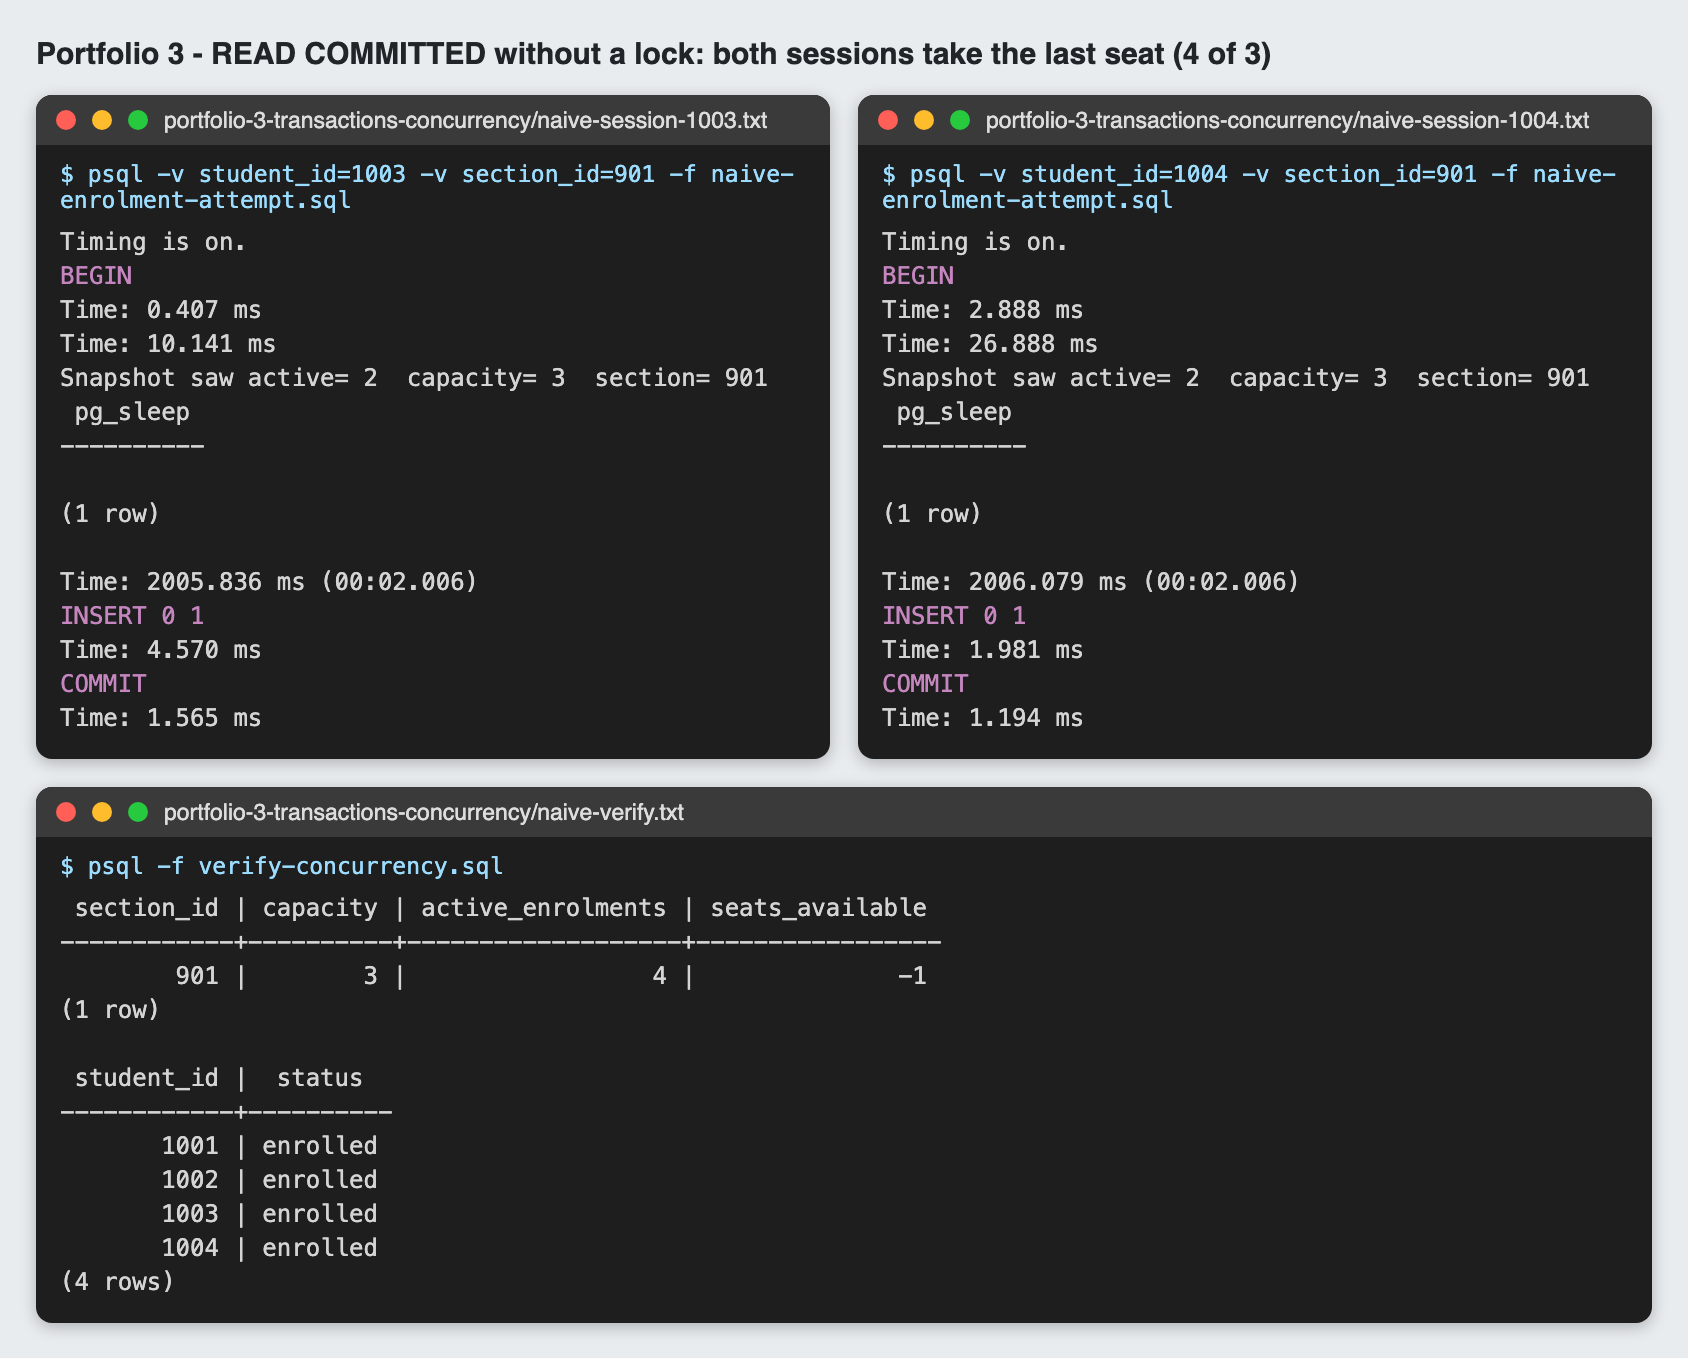 Portfolio 3 - READ COMMITTED without a lock: both sessions take the last seat (4 of 3)
portfolio-3-transactions-concurrency/naive-session-1003.txt
$ psql -v student_id=1003 -v section_id=901 -f naive-
enrolment-attempt.sql
Timing is on.
BEGIN
Time: 0.407 ms
Time: 10.141 ms
Snapshot saw active= 2  capacity= 3  section= 901
 pg_sleep
----------

(1 row)

Time: 2005.836 ms (00:02.006)
INSERT 0 1
Time: 4.570 ms
COMMIT
Time: 1.565 ms
portfolio-3-transactions-concurrency/naive-session-1004.txt
$ psql -v student_id=1004 -v section_id=901 -f naive-
enrolment-attempt.sql
Timing is on.
BEGIN
Time: 2.888 ms
Time: 26.888 ms
Snapshot saw active= 2  capacity= 3  section= 901
 pg_sleep
----------

(1 row)

Time: 2006.079 ms (00:02.006)
INSERT 0 1
Time: 1.981 ms
COMMIT
Time: 1.194 ms
portfolio-3-transactions-concurrency/naive-verify.txt
$ psql -f verify-concurrency.sql
 section_id | capacity | active_enrolments | seats_available
------------+----------+-------------------+-----------------
        901 |        3 |                 4 |              -1
(1 row)

 student_id |  status
------------+----------
       1001 | enrolled
       1002 | enrolled
       1003 | enrolled
       1004 | enrolled
(4 rows)